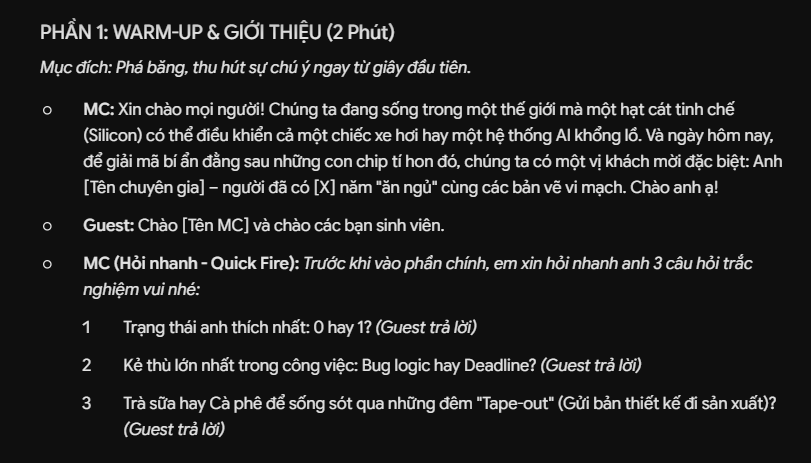 PHẦN 1: WARM-UP & GIỚI THIỆU (2 Phút)
Mục đích: Phá băng, thu hút sự chú ý ngay từ giây đầu tiên.
MC: Xin chào mọi người! Chúng ta đang sống trong một thế giới mà một hạt cát tinh chế
(Silicon) có thể điều khiển cả một chiếc xe hơi hay một hệ thống AI khổng lồ. Và ngày hôm nay,
để giải mã bí ẩn đằng sau những con chip tí hon đó, chúng ta có một vị khách mời đặc biệt: Anh
[Tên chuyên gia] – người đã có [X] năm "ăn ngủ" cùng các bản vẽ vi mạch. Chào anh ạ!
Guest: Chào [Tên MC] và chào các bạn sinh viên.
MC (Hỏi nhanh - Quick Fire): Trước khi vào phần chính, em xin hỏi nhanh anh 3 câu hỏi trắc
nghiệm vui nhé:
1 Trạng thái anh thích nhất: 0 hay 1? (Guest trả lời)
2 Kẻ thù lớn nhất trong công việc: Bug logic hay Deadline? (Guest trả lời)
3 Trà sữa hay Cà phê để sống sót qua những đêm "Tape-out" (Gửi bản thiết kế đi sản xuất)?
(Guest trả lời)